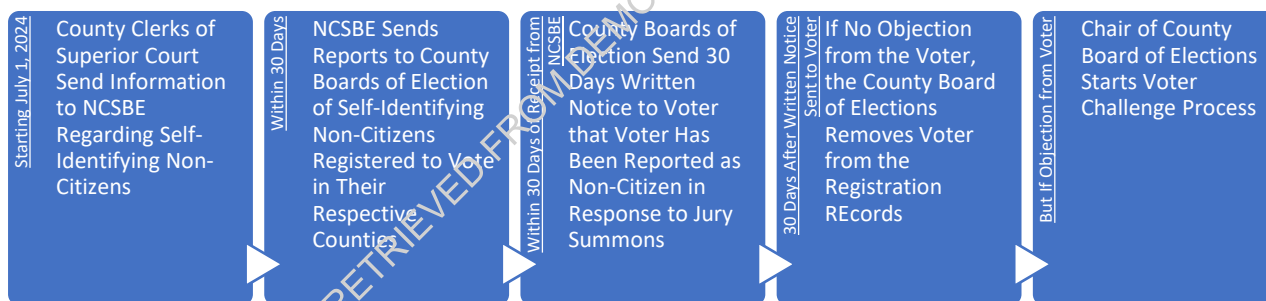 Starting July 1, 2024
County Clerks of
Superior Court
Send Information
to NCSBE
Regarding Self-
Identifying Non-
Citizens
Within 30 Days
NCSBE Sends
Reports to County
Boards of Election
of Self-Identifying
Non-Citizens
Registered to Vote
in Their
Respective
Counties
Within 30 Days of Receipt from
NCSBE
County Boards of
Election Send 30
Days Written
Notice to Voter
that Voter Has
Been Reported as
Non-Citizen in
Response to Jury
Summons
30 Days After Written Notice
Sent to Voter
If No Objection
from the Voter,
the County Board
of Elections
Removes Voter
from the
Registration
REcords
But If Objection from Voter
Chair of County
Board of Elections
Starts Voter
Challenge Process
RETRIEVED FROM DEMO